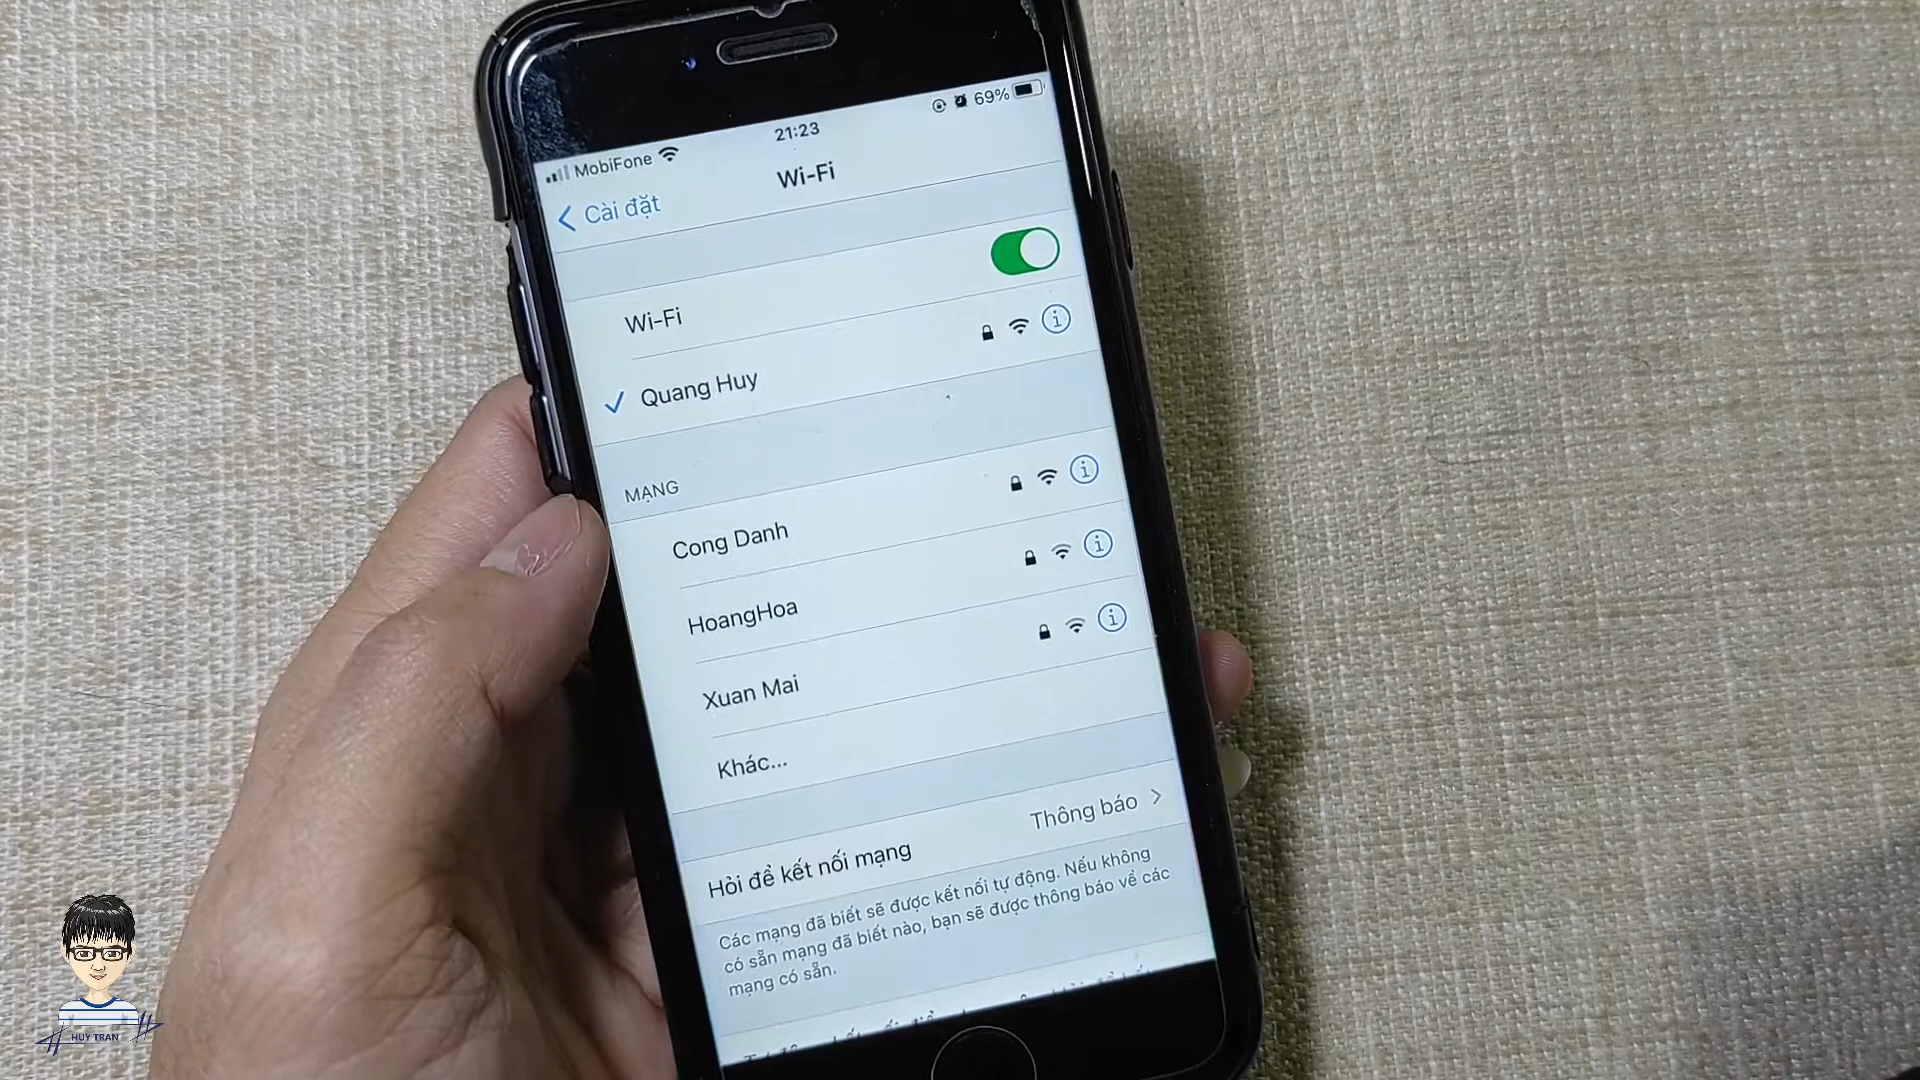 21:23
69%
MobiFone
Cài đặt
Wi-Fi
Wi-Fi
Quang Huy
MẠNG
Cong Danh
HoangHoa
Xuan Mai
Khác...
Hỏi để kết nối mạng
Thông báo
Các mạng đã biết sẽ được kết nối tự động. Nếu không
có sẵn mạng đã biết nào, bạn sẽ được thông báo về các
mạng có sẵn.
HUY TRAN